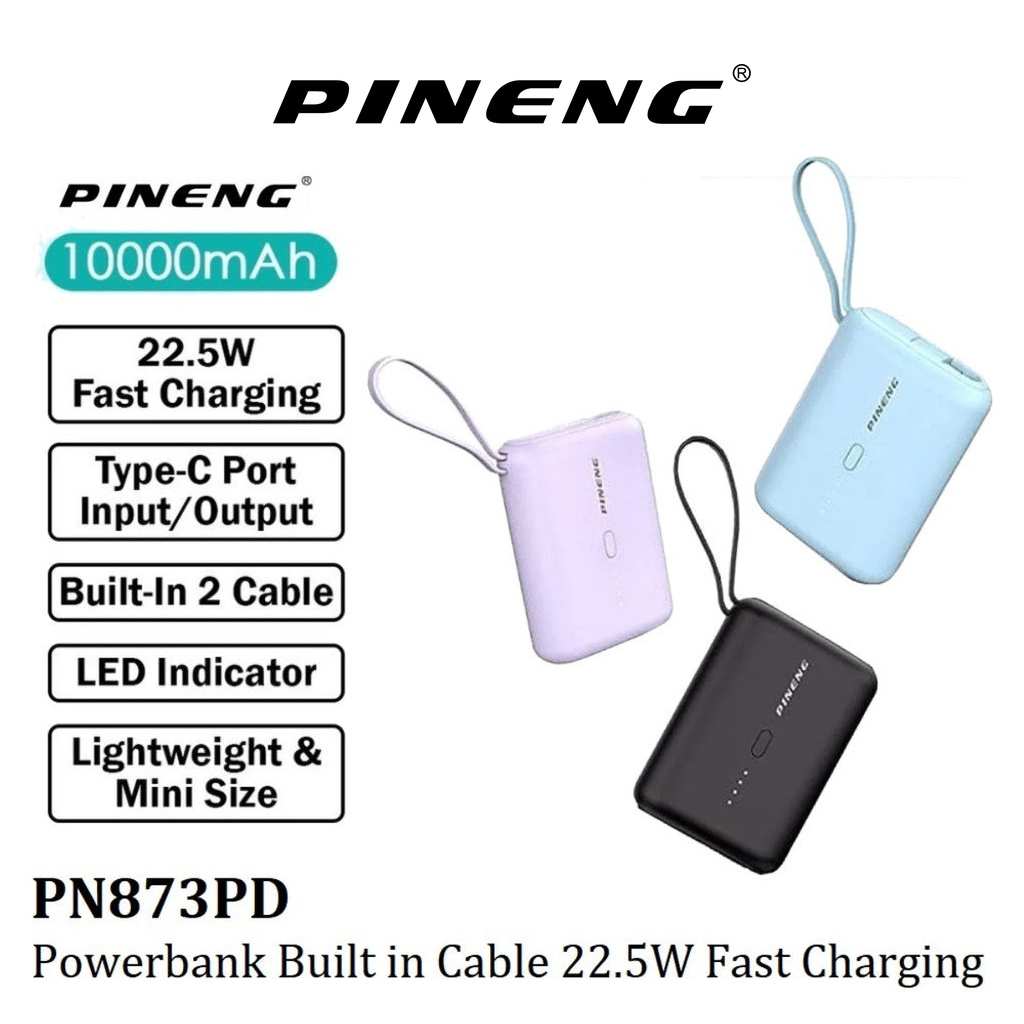 PINENG®
PINENG®
10000mAh
22.5W
Fast Charging
Type-C Port
Input/Output
Built-In 2 Cable
LED Indicator
Lightweight &
Mini Size
PINENG
PINENG
PINENG
PN873PD
Powerbank Built in Cable 22.5W Fast Charging